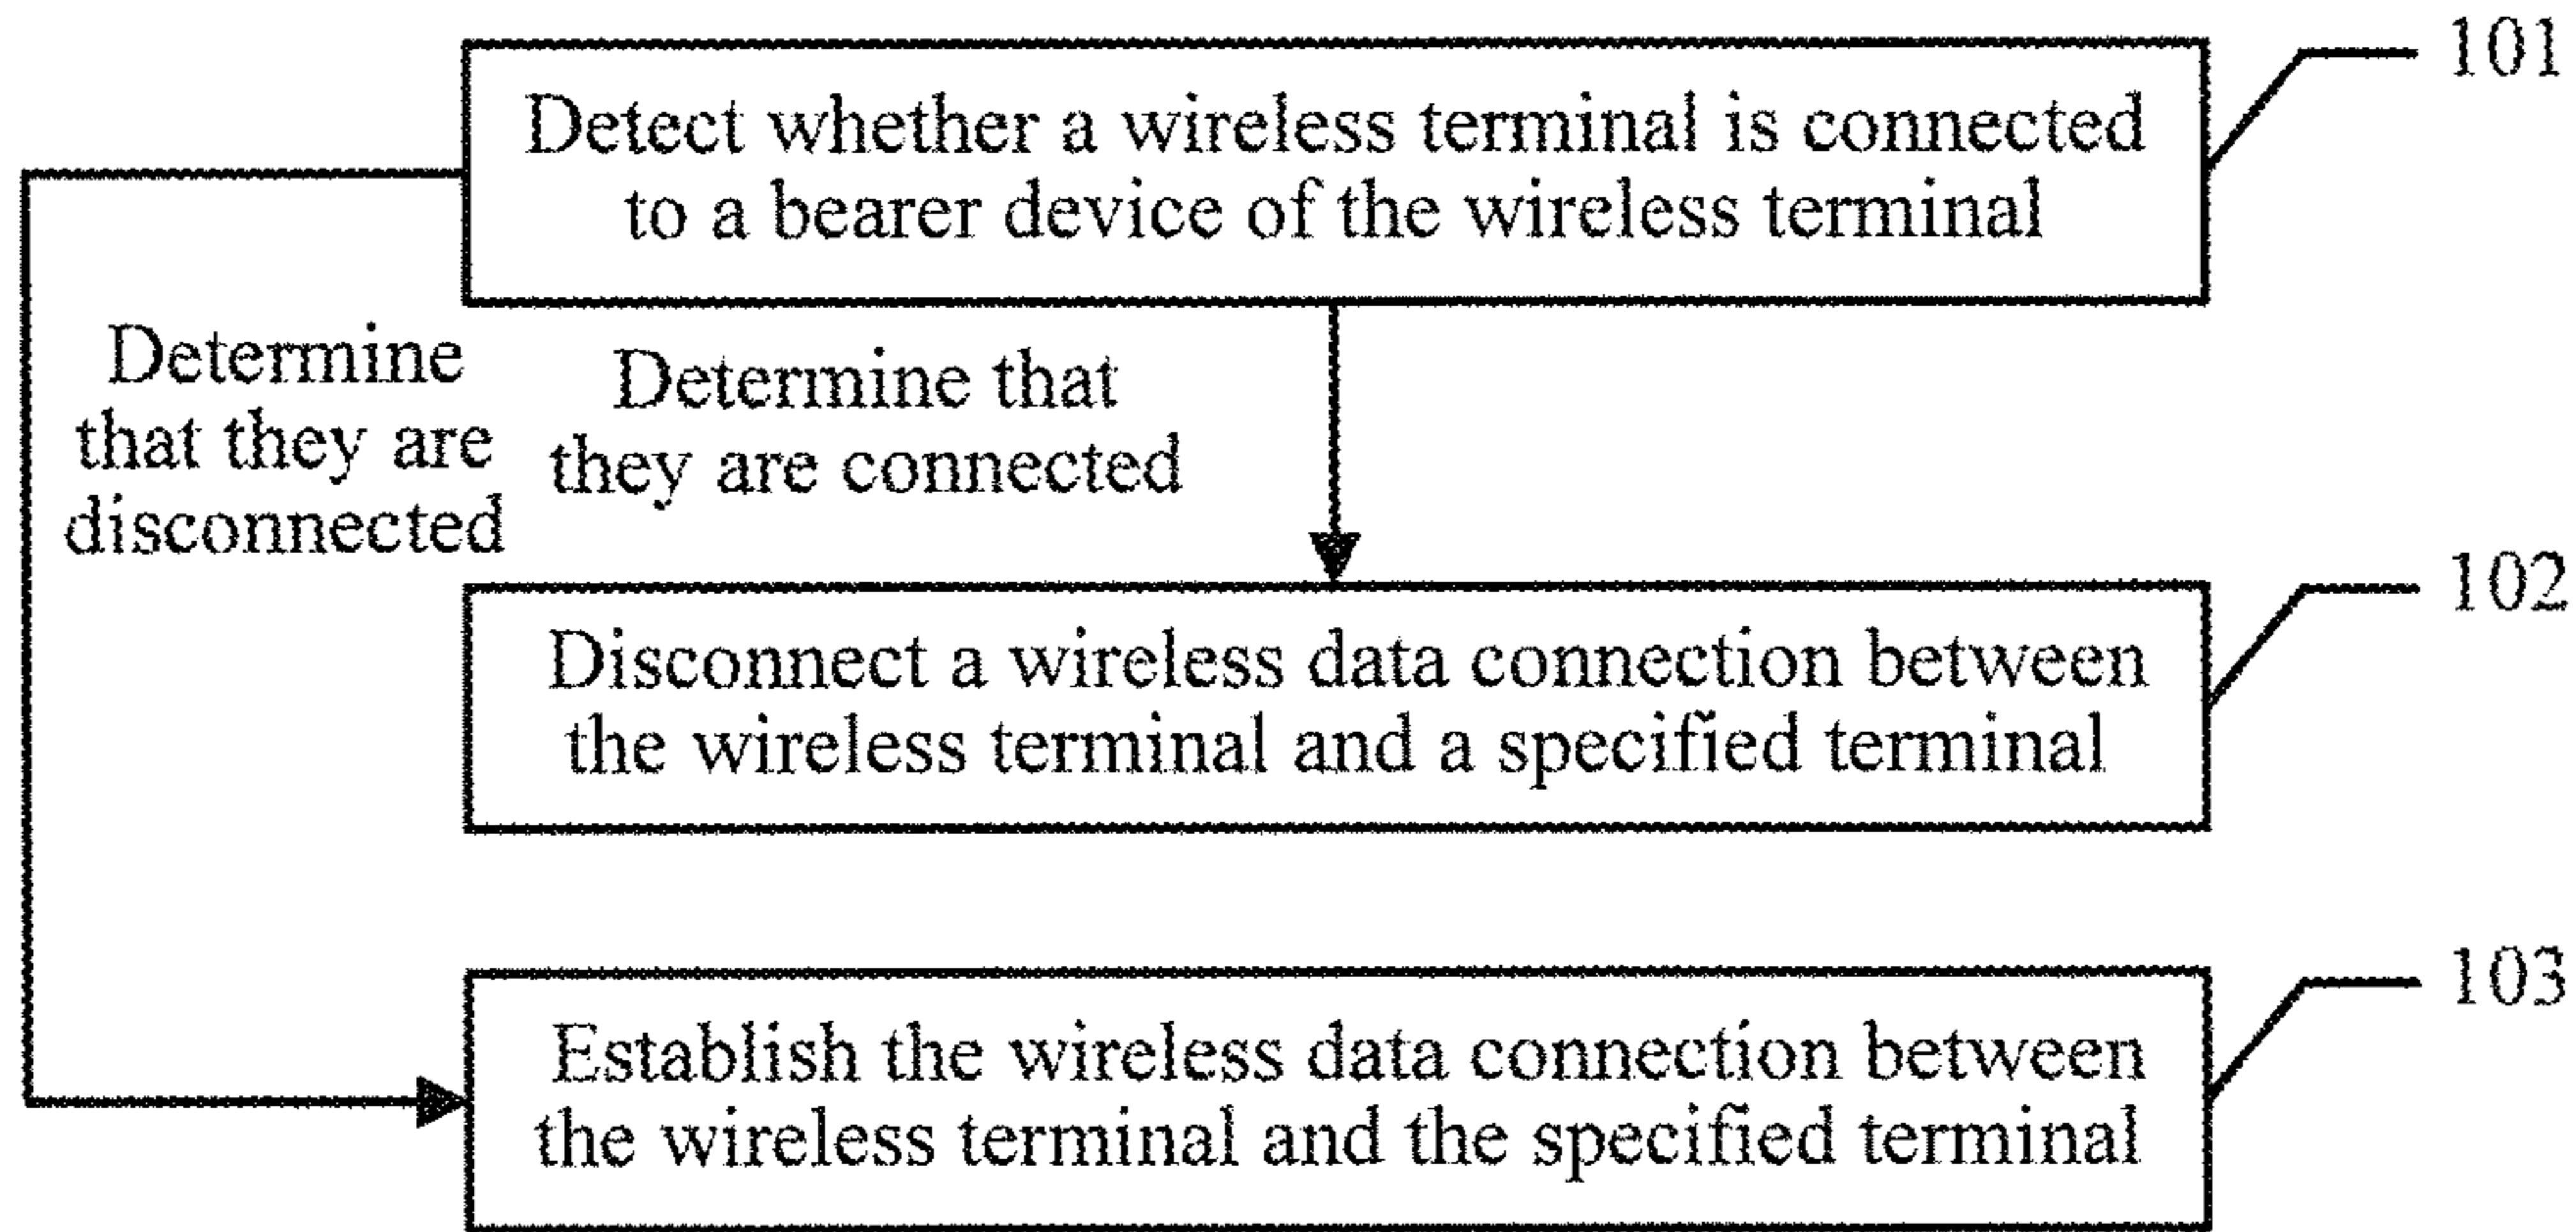 Detect whether a wireless terminal is connected
to a bearer device of the wireless terminal
101
Determine
that they are
disconnected
Determine that
they are connected
Disconnect a wireless data connection between
the wireless terminal and a specified terminal
102
Establish the wireless data connection between
the wireless terminal and the specified terminal
103